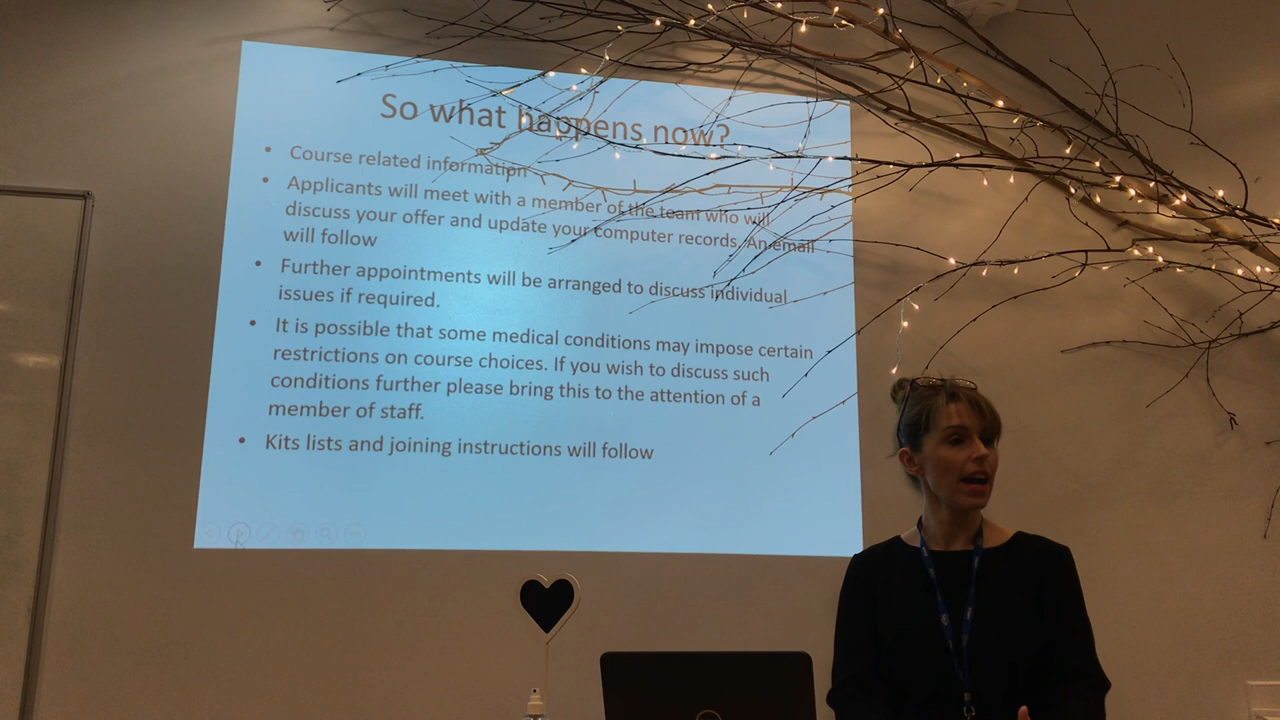 So what happens now?
• Course related information
• Applicants will meet with a member of the team who will
discuss your offer and update your computer records. An email
will follow
• Further appointments will be arranged to discuss individual
issues if required.
• It is possible that some medical conditions may impose certain
restrictions on course choices. If you wish to discuss such
conditions further please bring this to the attention of a
member of staff.
• Kits lists and joining instructions will follow